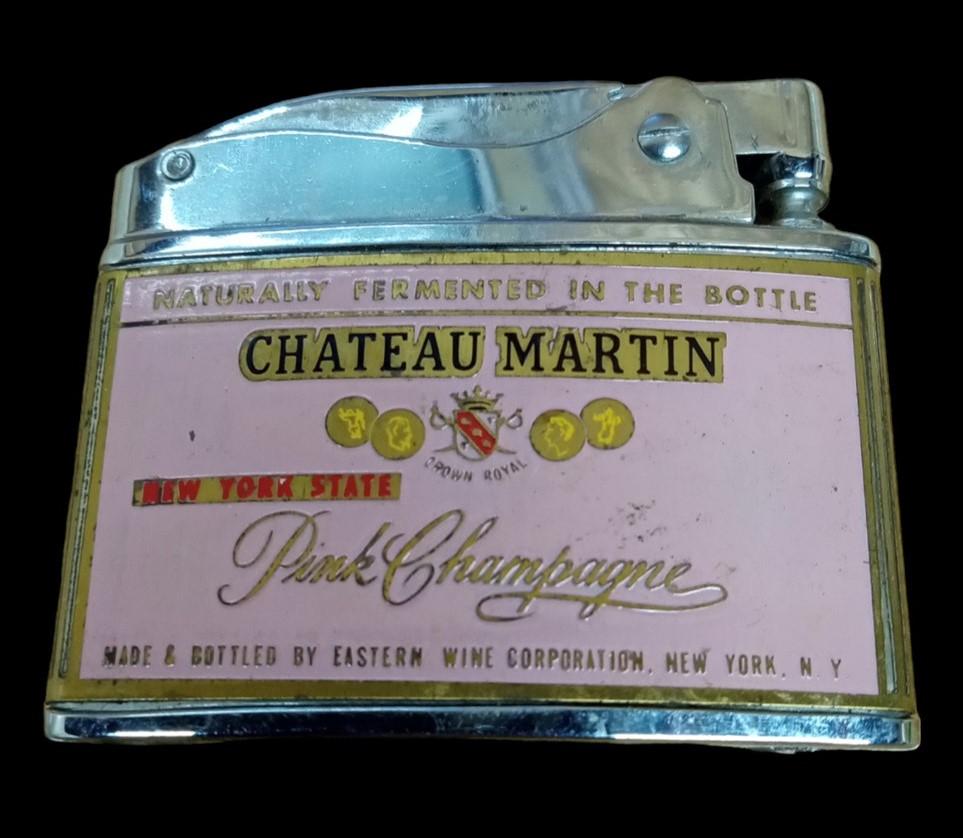 NATURALLY FERMENTED IN THE BOTTLE
CHATEAU MARTIN
CROWN ROYAL
NEW YORK STATE
Pink Champagne
MADE & BOTTLED BY EASTERN WINE CORPORATION, NEW YORK, N Y